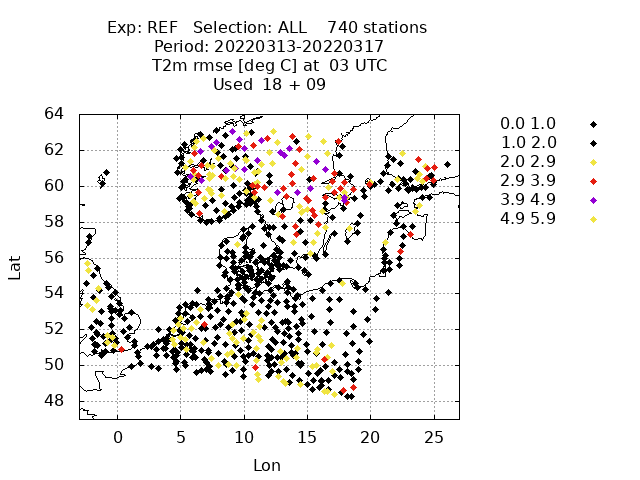 Exp: REF   Selection: ALL    740 stations
Period: 20220313-20220317
T2m rmse [deg C] at  03 UTC
Used  18 + 09
64
62
60
58
56
54
52
50
48
Lat
0 5 10 15 20 25
Lon
0.0 1.0
1.0 2.0
2.0 2.9
2.9 3.9
3.9 4.9
4.9 5.9